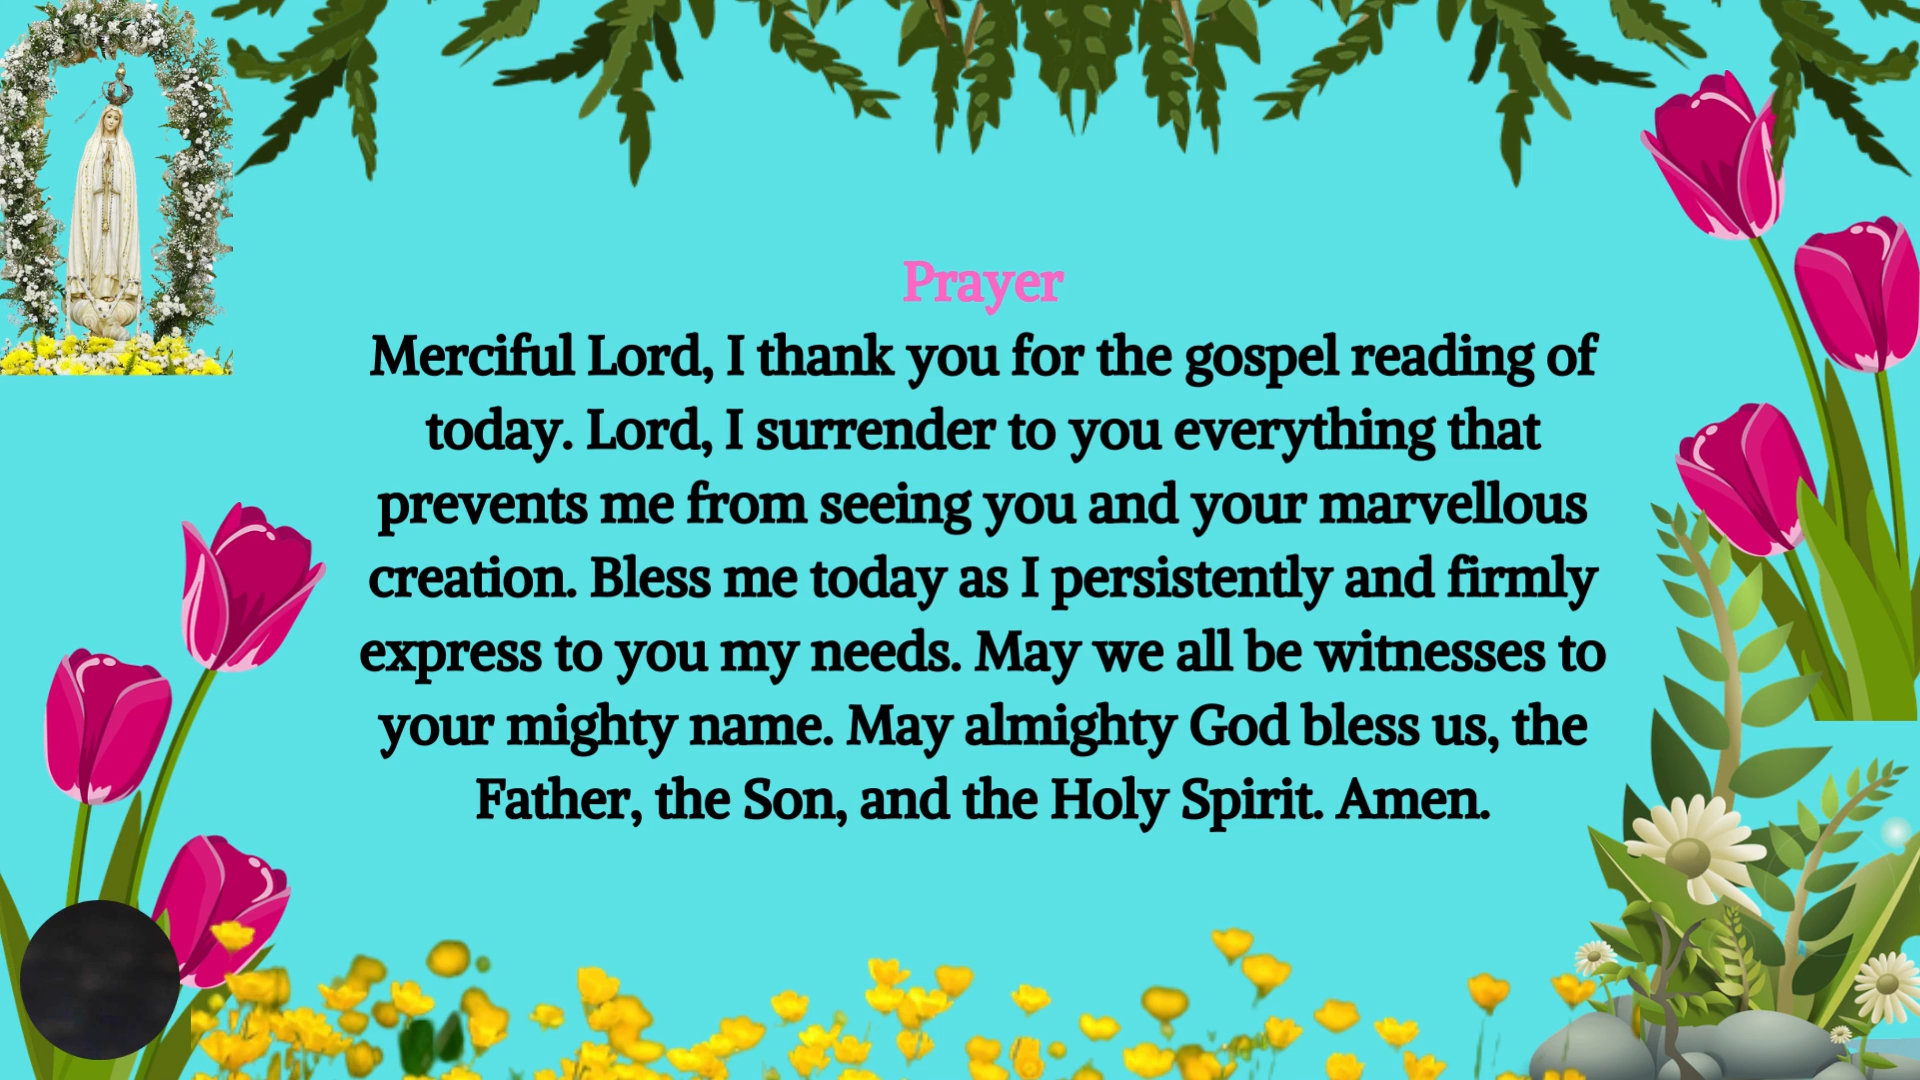 Prayer
Merciful Lord, I thank you for the gospel reading of
today. Lord, I surrender to you everything that
prevents me from seeing you and your marvellous
creation. Bless me today as I persistently and firmly
express to you my needs. May we all be witnesses to
your mighty name. May almighty God bless us, the
Father, the Son, and the Holy Spirit. Amen.